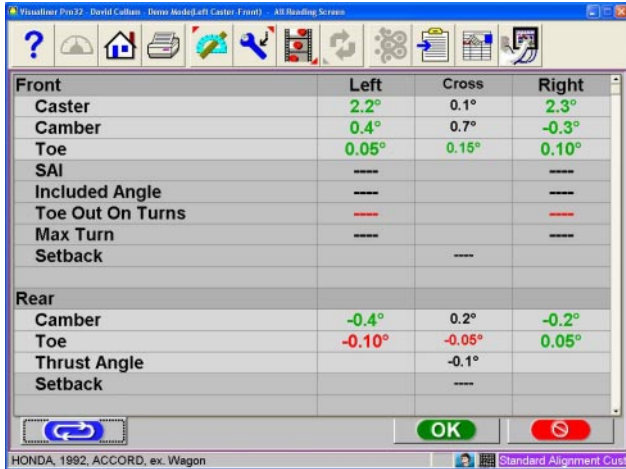 Visualiner Pro32 - David Cullum - Demo Mode(Left Caster-Front) - All Reading Screen
Front Left Cross Right
Caster 2.2° 0.1° 2.3°
Camber 0.4° 0.7° -0.3°
Toe 0.05° 0.15° 0.10°
SAI ---- ----
Included Angle ---- ----
Toe Out On Turns ---- ----
Max Turn ---- ----
Setback ----
Rear
Camber -0.4° 0.2° -0.2°
Toe -0.10° -0.05° 0.05°
Thrust Angle -0.1°
Setback ----
OK
HONDA, 1992, ACCORD, ex. Wagon Standard Alignment Cust